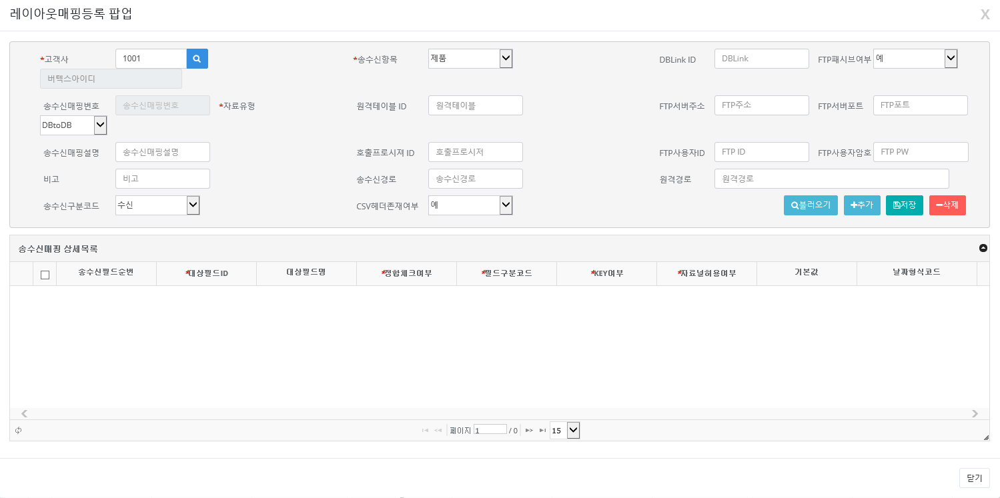 레이아웃매핑등록 팝업 X
*고객사 1001 *송수신항목 제품 DBLink ID DBLink FTP패시브여부 예
버텍스아이디
송수신매핑번호 송수신매핑번호 *자료유형 원격테이블 ID 원격테이블 FTP서버주소 FTP주소 FTP서버포트 FTP포트
DBtoDB
송수신매핑설명 송수신매핑설명 호출프로시져 ID 호출프로시저 FTP사용자ID FTP ID FTP사용자암호 FTP PW
비고 비고 송수신경로 송수신경로 원격경로 원격경로
송수신구분코드 수신 CSV헤더존재여부 예 불러오기 추가 저장 삭제
송수신매핑 상세목록
송수신필드순번 *대상필드ID 대상필드명 *정합체크여부 *필드구분코드 *KEY여부 *자료널허용여부 기본값 날짜형식코드
페이지 1 / 0 15
닫기